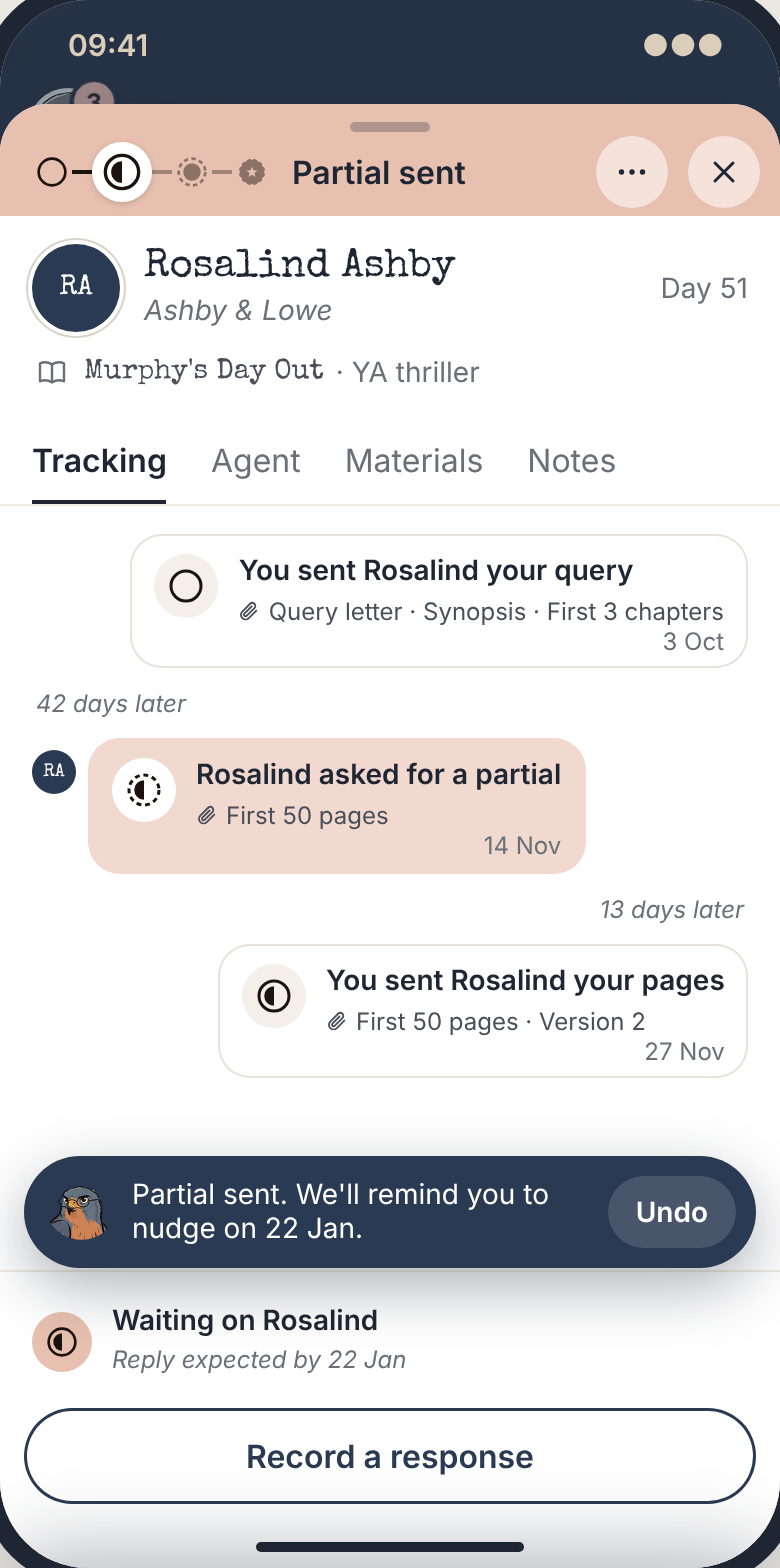 09:41
3
Partial sent
RA
Rosalind Ashby
Ashby & Lowe
Day 51
Murphy's Day Out · YA thriller
Tracking Agent Materials Notes
You sent Rosalind your query
Query letter · Synopsis · First 3 chapters
3 Oct
42 days later
RA
Rosalind asked for a partial
First 50 pages
14 Nov
13 days later
You sent Rosalind your pages
First 50 pages · Version 2
27 Nov
Partial sent. We'll remind you to
nudge on 22 Jan.
Undo
Waiting on Rosalind
Reply expected by 22 Jan
Record a response